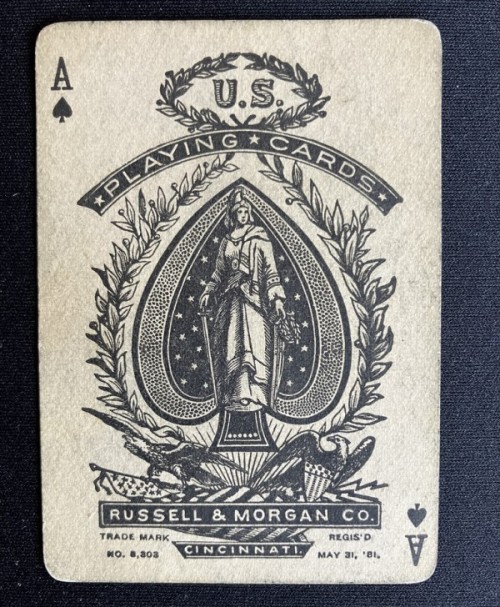 A
U.S.
PLAYING ★ CARDS
RUSSELL & MORGAN CO.
TRADE MARK REGIS'D
NO. 8,303 CINCINNATI. MAY 31, '81.
A